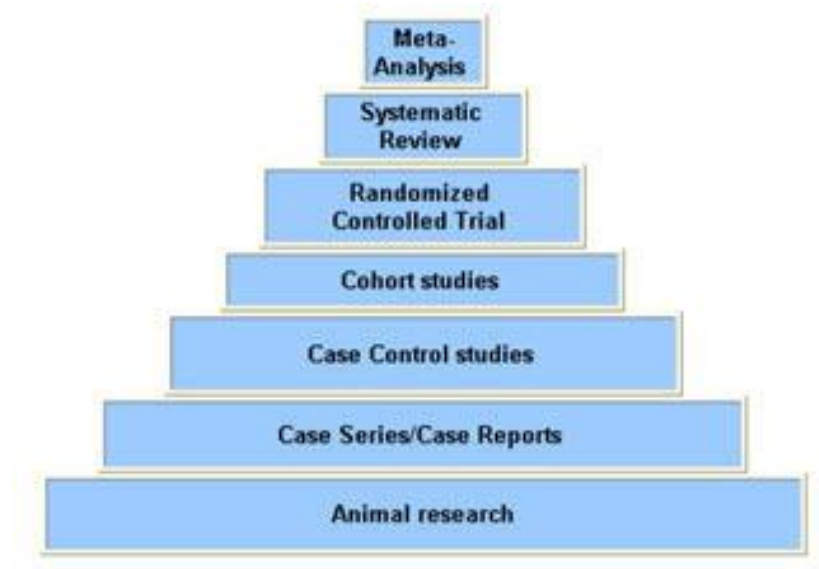 Meta-
Analysis
Systematic
Review
Randomized
Controlled Trial
Cohort studies
Case Control studies
Case Series/Case Reports
Animal research